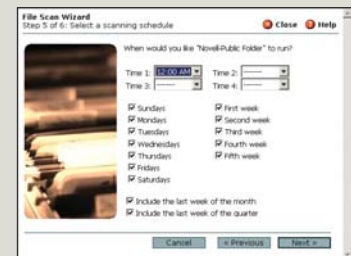 File Scan Wizard
Step 5 of 6: Select a scanning schedule
Close Help
When would you like "Novell-Public Folder" to run?
Time 1: 12:00 AM Time 2: ------
Time 3: ------ Time 4: ------
Sundays
Mondays
Tuesdays
Wednesdays
Thursdays
Fridays
Saturdays
First week
Second week
Third week
Fourth week
Fifth week
Include the last week of the month
Include the last week of the quarter
Cancel « Previous Next »